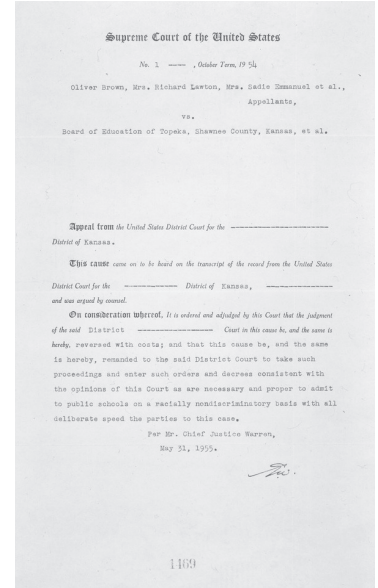 Supreme Court of the United States
No. 1 ---- , October Term, 1954
Oliver Brown, Mrs. Richard Lawton, Mrs. Sadie Emmanuel et al.,
Appellants,
vs.
Board of Education of Topeka, Shawnee County, Kansas, et al.
Appeal from the United States District Court for the ----------------------
District of Kansas.
This cause came on to be heard on the transcript of the record from the United States
District Court for the ------------ District of Kansas, ---------------
and was argued by counsel.
On consideration whereof, It is ordered and adjudged by this Court that the judgment
of the said District ----------------- Court in this cause be, and the same is
hereby, reversed with costs; and that this cause be, and the same
is hereby, remanded to the said District Court to take such
proceedings and enter such orders and decrees consistent with
the opinions of this Court as are necessary and proper to admit
to public schools on a racially nondiscriminatory basis with all
deliberate speed the parties to this case.
Per Mr. Chief Justice Warren,
May 31, 1955.
1469